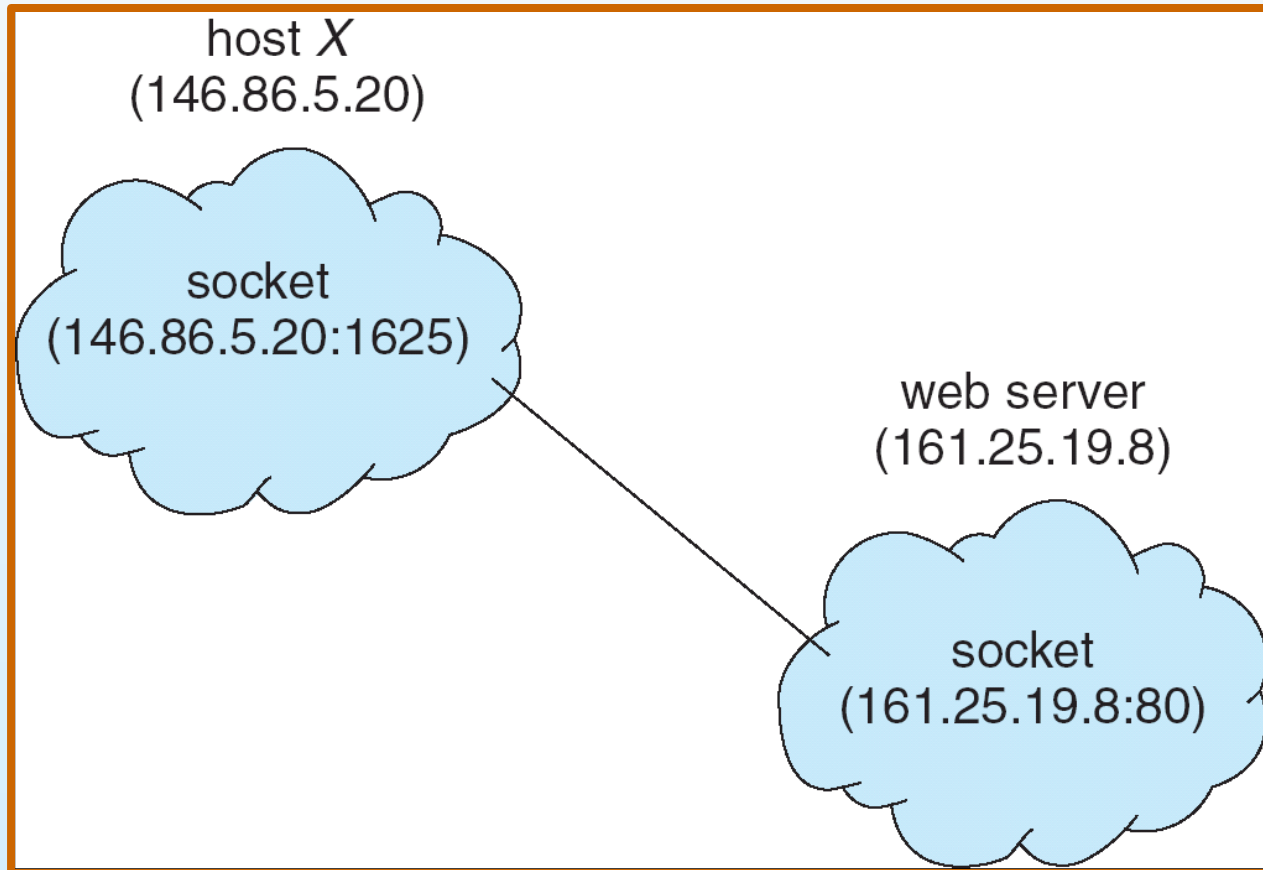 host X
(146.86.5.20)
socket
(146.86.5.20:1625)
web server
(161.25.19.8)
socket
(161.25.19.8:80)